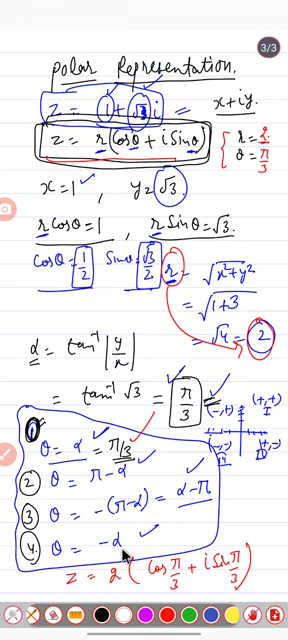 3/3
Polar Representation.
z = 1 + √3 i = x+iy.
z = r (cosθ + i sinθ)
{ r = 2
θ = π/3
x = 1 , y = √3
r cosθ = 1 , r sinθ = √3.
cosθ = 1/2 sinθ = √3/2
r = √x²+y²
= √1+3
= √4 = 2
α = tan⁻¹ |y/x|
= tan⁻¹ √3 = π/3
(-,+) (+,+) I
(-,-) III (+,-) IV
1 θ = α = π/3
2 θ = π-α
3 θ = -(π-α) = α-π
4. θ = -α
z = 2 (cos π/3 + i sin π/3)